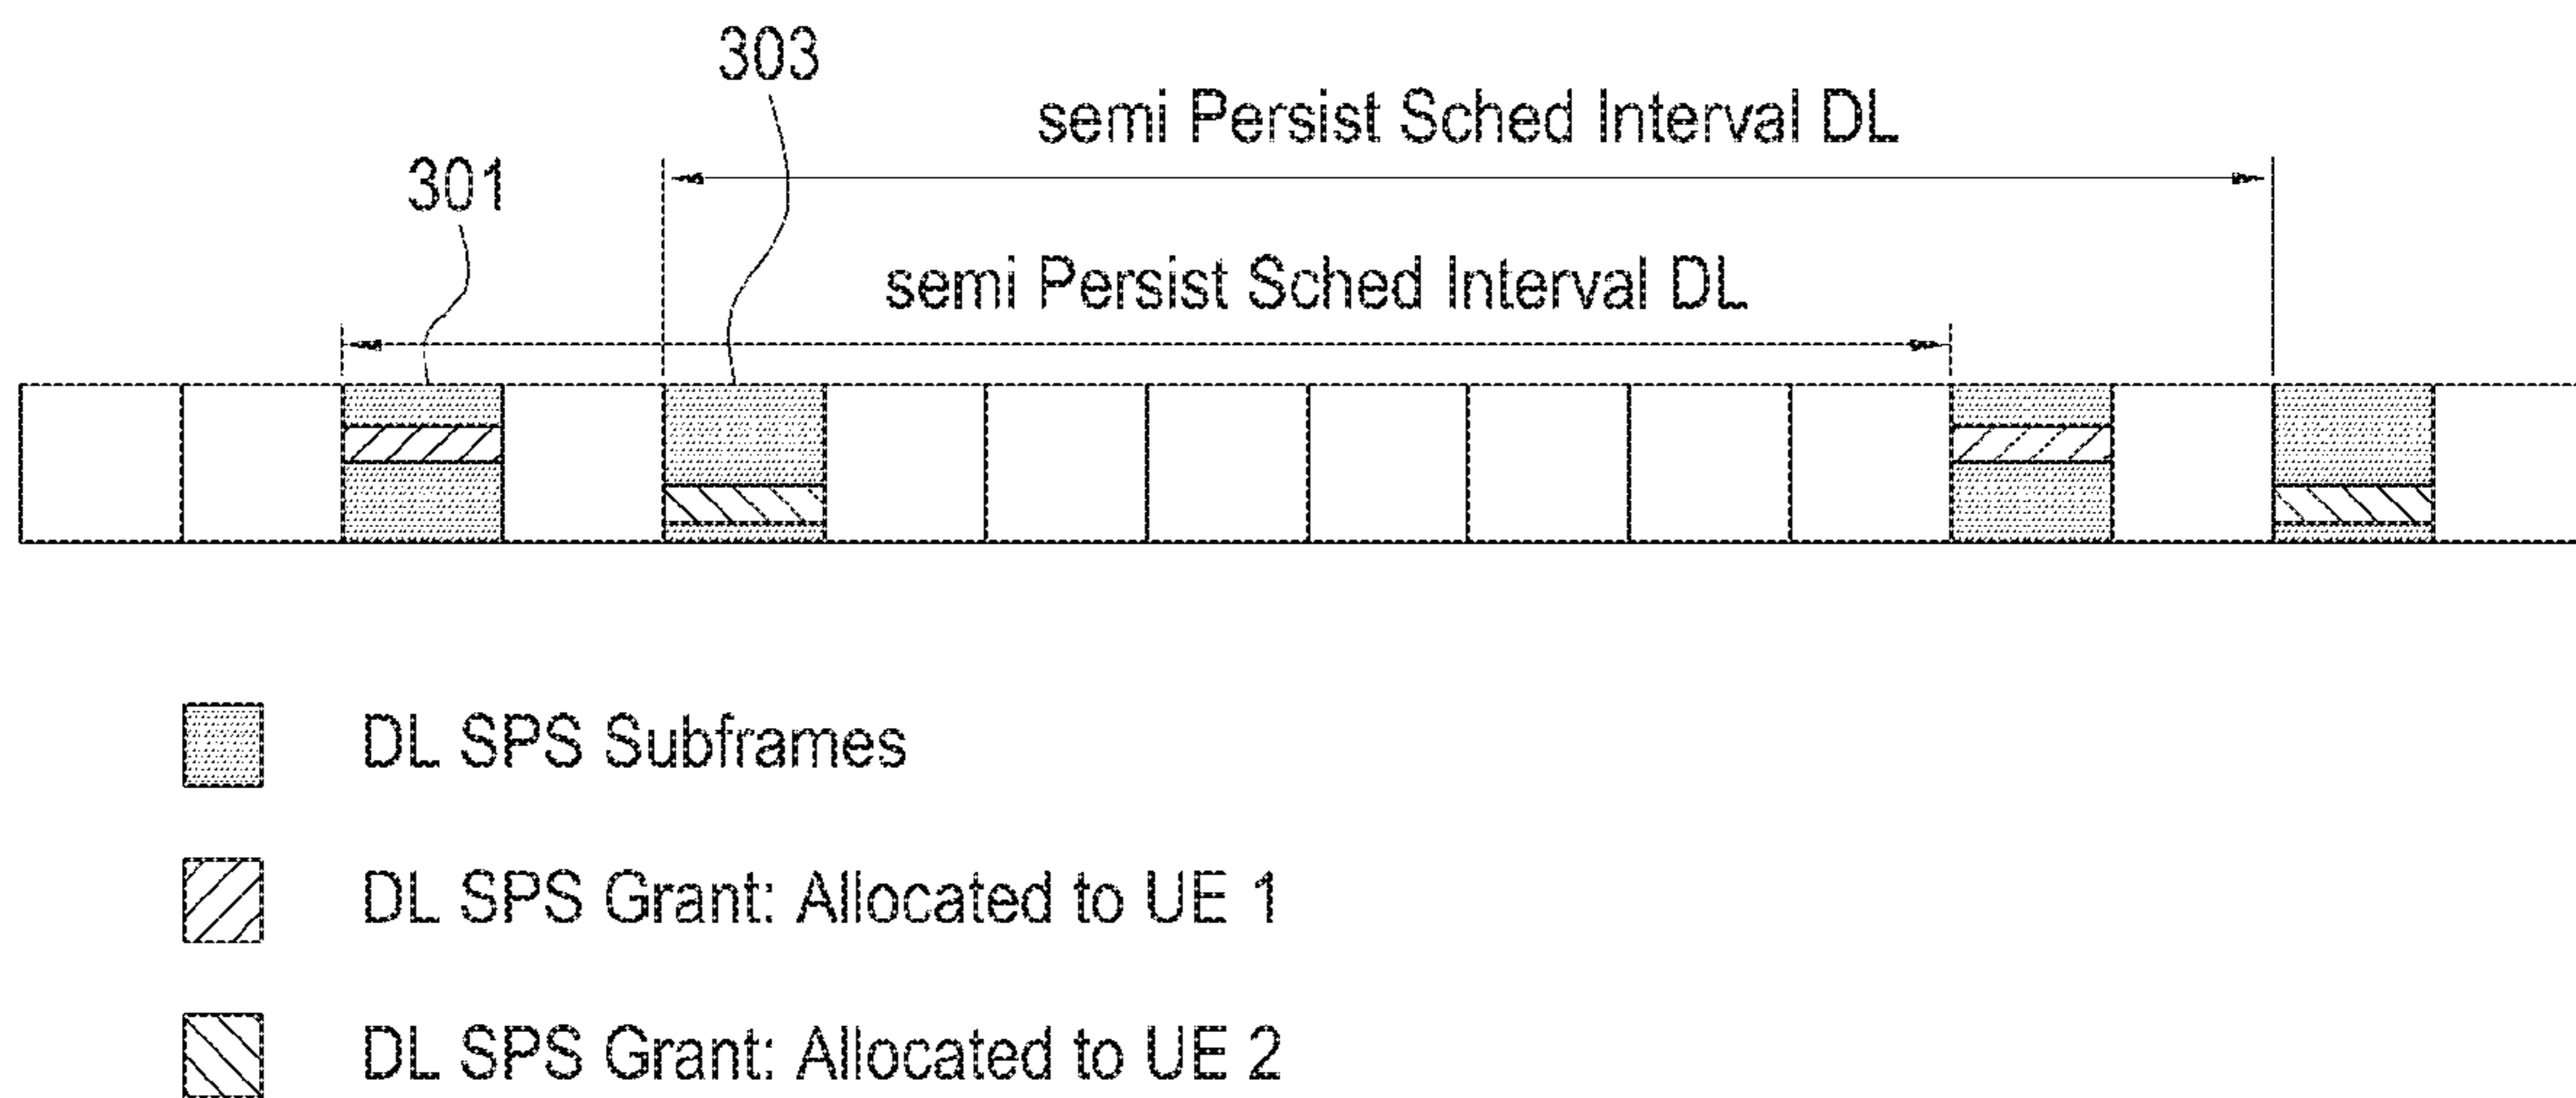 303
semi Persist Sched Interval DL
301
semi Persist Sched Interval DL
DL SPS Subframes
DL SPS Grant: Allocated to UE 1
DL SPS Grant: Allocated to UE 2